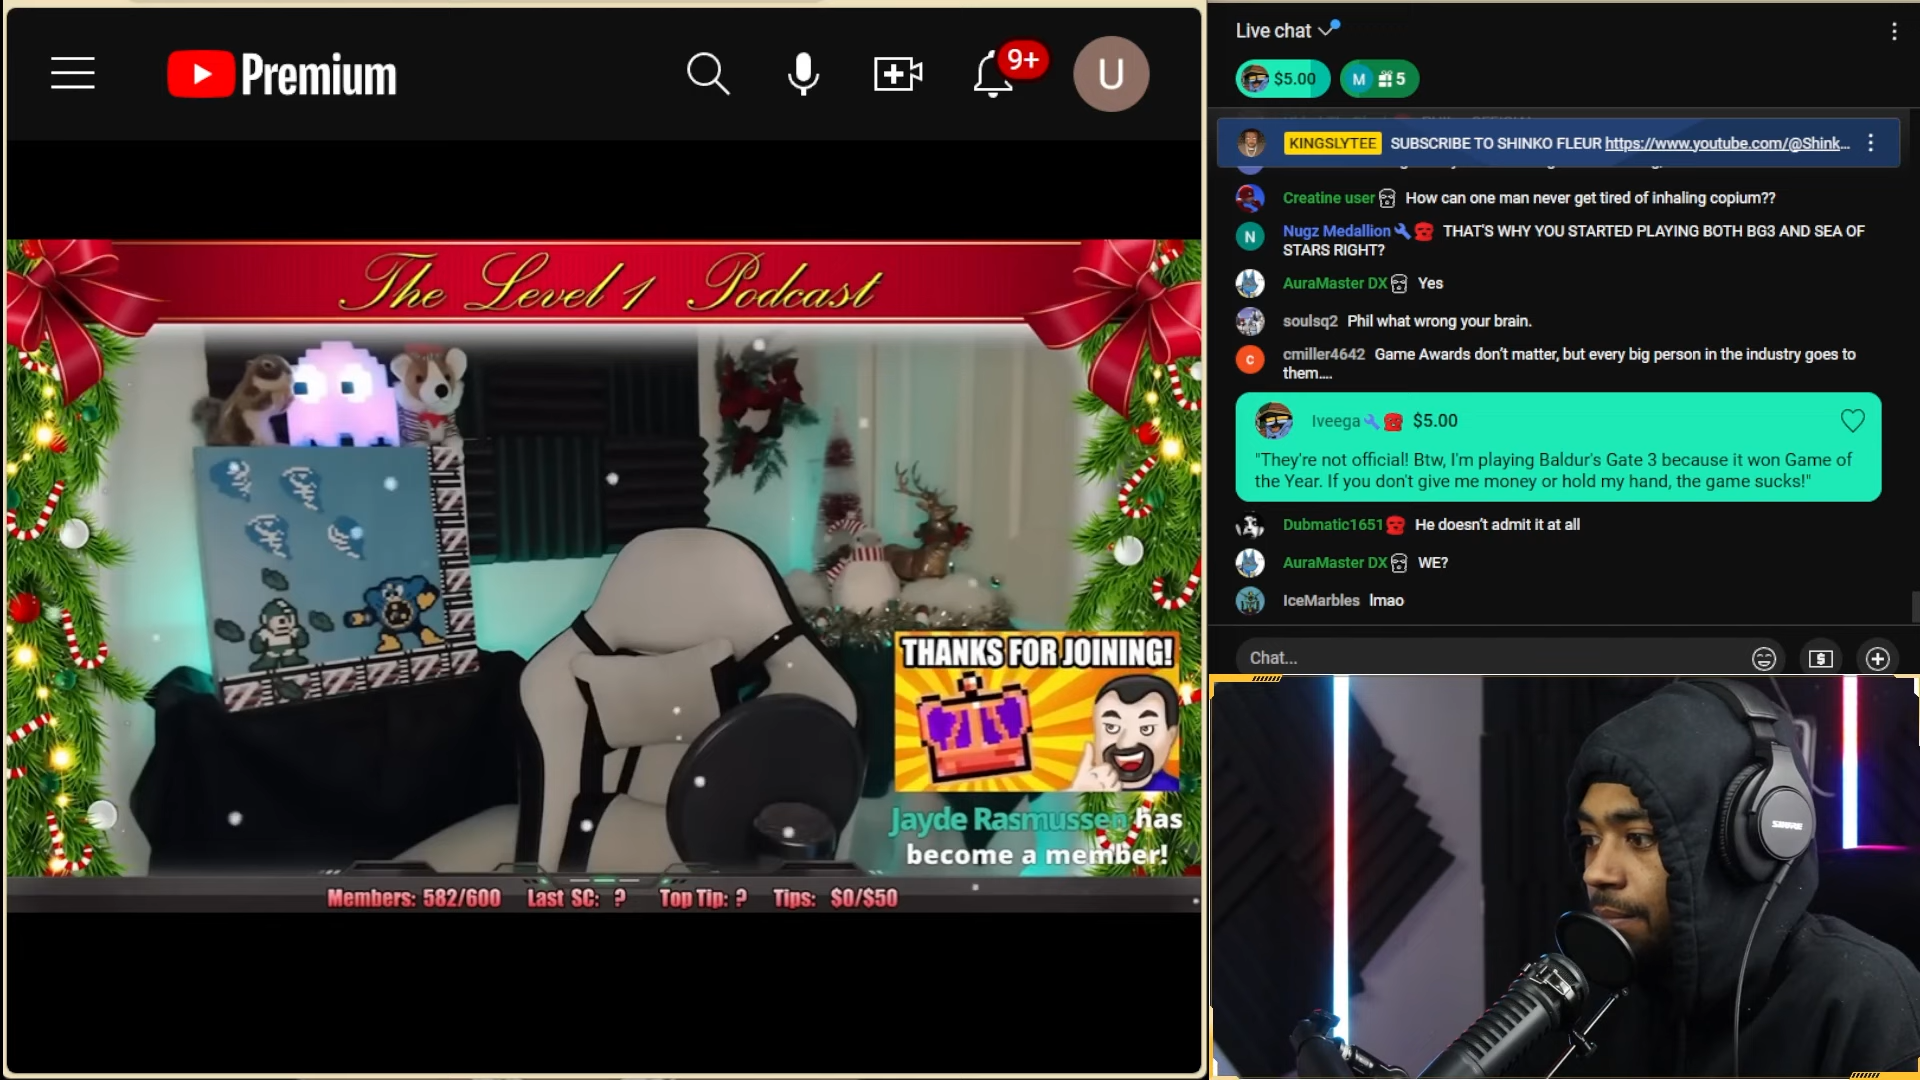 Premium
9+
U
The Level 1 Podcast
THANKS FOR JOINING!
Jayde Rasmussen has
become a member!
Members: 582/600 Last SC: ? Top Tip: ? Tips: $0/$50
Live chat
$5.00
M 5
KINGSLYTEE SUBSCRIBE TO SHINKO FLEUR https://www.youtube.com/@Shink...
Creatine user How can one man never get tired of inhaling copium??
N Nugz Medallion THAT'S WHY YOU STARTED PLAYING BOTH BG3 AND SEA OF
STARS RIGHT?
AuraMaster DX Yes
soulsq2 Phil what wrong your brain.
C cmiller4642 Game Awards don't matter, but every big person in the industry goes to
them....
Iveega $5.00
"They're not official! Btw, I'm playing Baldur's Gate 3 because it won Game of
the Year. If you don't give me money or hold my hand, the game sucks!"
Dubmatic1651 He doesn't admit it at all
AuraMaster DX WE?
IceMarbles lmao
Chat...
SHURE